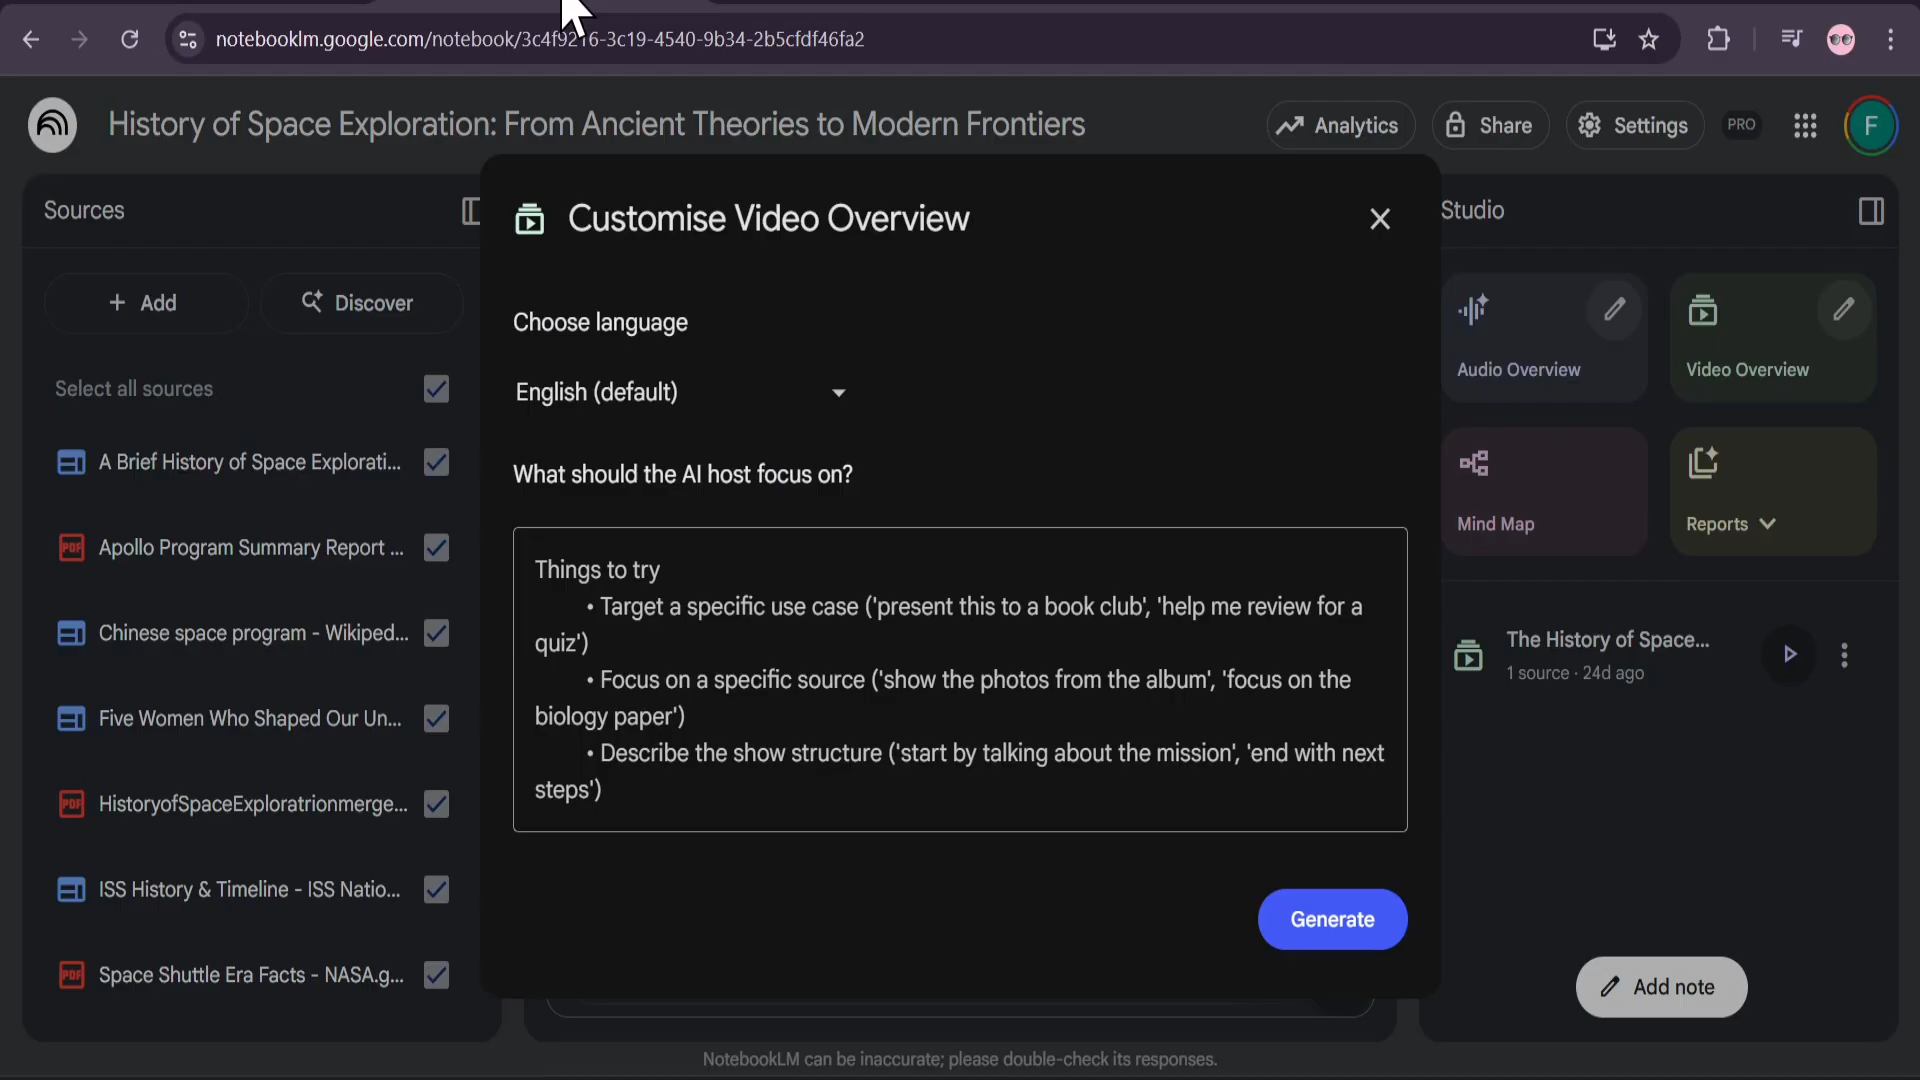 notebooklm.google.com/notebook/3c4f9216-3c19-4540-9b34-2b5cfdf46fa2
History of Space Exploration: From Ancient Theories to Modern Frontiers
Analytics
Share
Settings
PRO
F
Sources
Add
Discover
Select all sources
A Brief History of Space Explorati...
PDF Apollo Program Summary Report ...
Chinese space program - Wikiped...
Five Women Who Shaped Our Un...
PDF HistoryofSpaceExploratrionmerge...
ISS History & Timeline - ISS Natio...
PDF Space Shuttle Era Facts - NASA.g...
Customise Video Overview
Choose language
English (default)
What should the AI host focus on?
Things to try
• Target a specific use case ('present this to a book club', 'help me review for a
quiz')
• Focus on a specific source ('show the photos from the album', 'focus on the
biology paper')
• Describe the show structure ('start by talking about the mission', 'end with next
steps')
Generate
Studio
Audio Overview
Video Overview
Mind Map
Reports
The History of Space...
1 source · 24d ago
Add note
NotebookLM can be inaccurate; please double-check its responses.